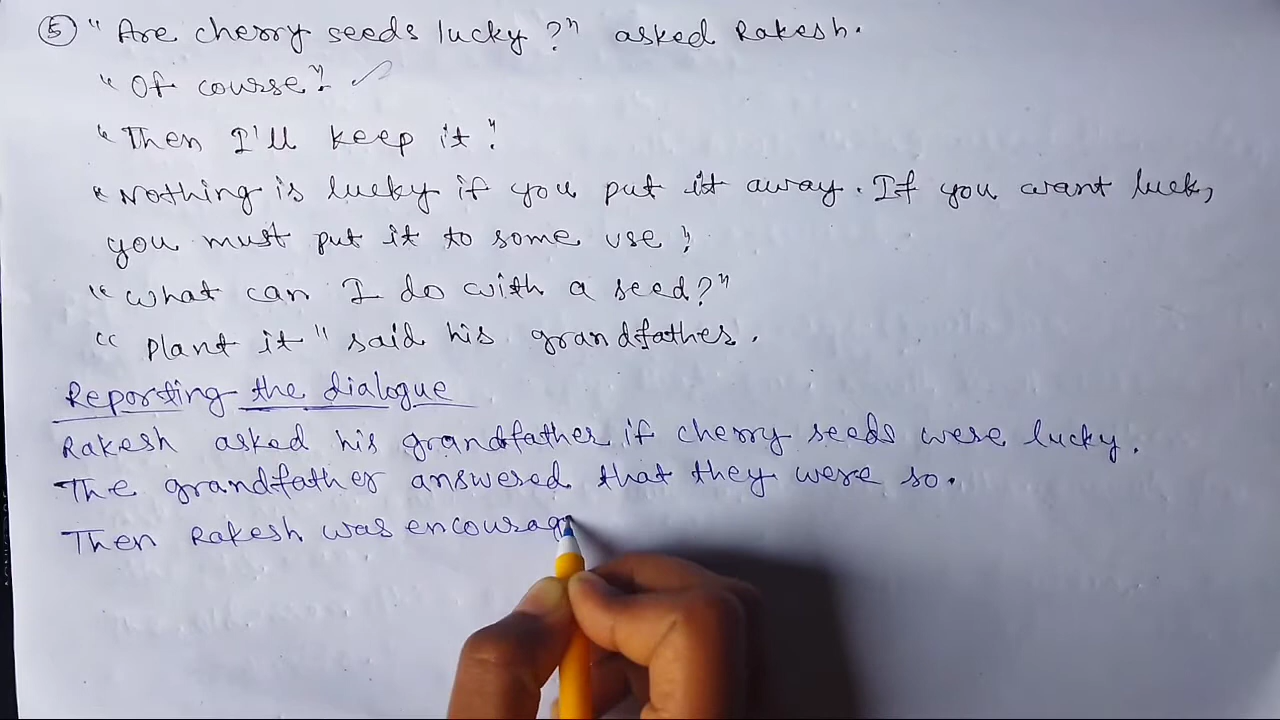 ⑤ "Are cherry seeds lucky?" asked Rakesh.
"Of course".
"Then I'll keep it".
"Nothing is lucky if you put it away. If you want luck,
you must put it to some use".
"What can I do with a seed?"
"Plant it" said his grandfather.
Reporting the dialogue
Rakesh asked his grandfather if cherry seeds were lucky.
The grandfather answered that they were so.
Then Rakesh was encourag